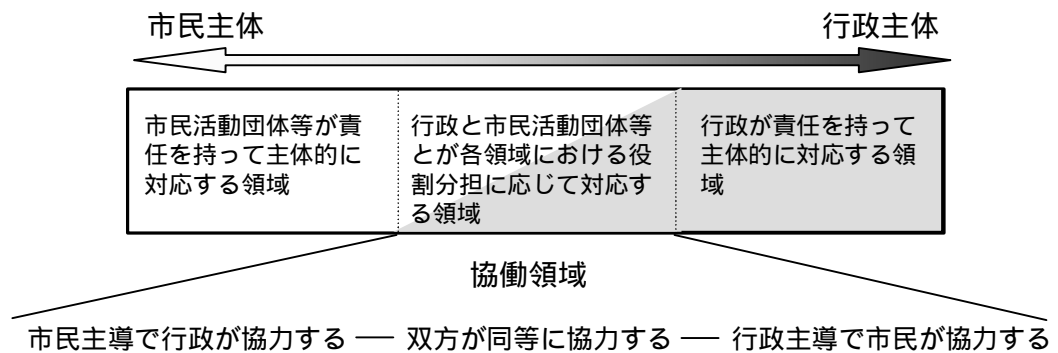 市民主体
行政主体
市民活動団体等が責
任を持って主体的に
対応する領域
行政と市民活動団体等
とが各領域における役
割分担に応じて対応す
る領域
行政が責任を持って
主体的に対応する領
域
協働領域
市民主導で行政が協力する ― 双方が同等に協力する ― 行政主導で市民が協力する